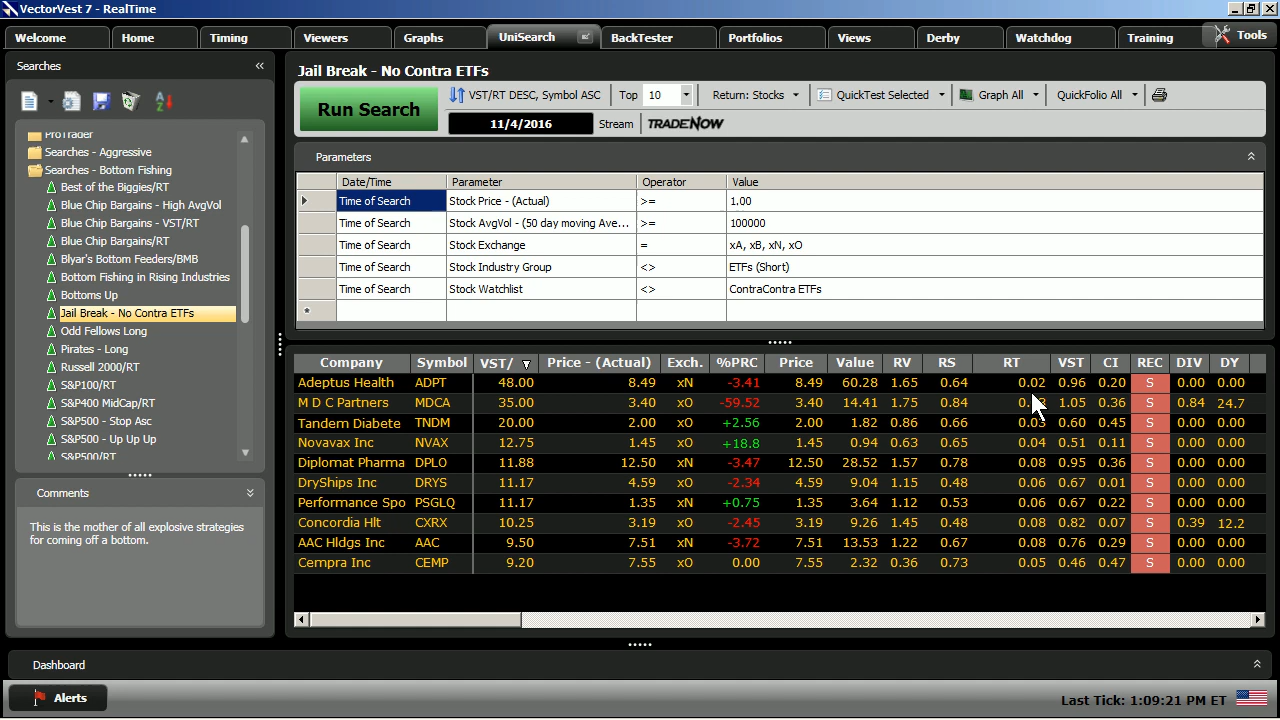 VectorVest 7 - RealTime
Welcome Home Timing Viewers Graphs UniSearch BackTester Portfolios Views Derby Watchdog Training Tools
Searches «
ProTrader
Searches - Aggressive
Searches - Bottom Fishing
Best of the Biggies/RT
Blue Chip Bargains - High AvgVol
Blue Chip Bargains - VST/RT
Blue Chip Bargains/RT
Blyar's Bottom Feeders/BMB
Bottom Fishing in Rising Industries
Bottoms Up
Jail Break - No Contra ETFs
Odd Fellows Long
Pirates - Long
Russell 2000/RT
S&P100/RT
S&P400 MidCap/RT
S&P500 - Stop Asc
S&P500 - Up Up Up
S&P500/RT
Comments
This is the mother of all explosive strategies
for coming off a bottom.
Jail Break - No Contra ETFs
Run Search
VST/RT DESC, Symbol ASC Top 10 Return: Stocks QuickTest Selected Graph All QuickFolio All
11/4/2016 Stream TRADENOW
Parameters
Date/Time Parameter Operator Value
Time of Search Stock Price - (Actual) >= 1.00
Time of Search Stock AvgVol - (50 day moving Ave... >= 100000
Time of Search Stock Exchange = xA, xB, xN, xO
Time of Search Stock Industry Group <> ETFs (Short)
Time of Search Stock Watchlist <> ContraContra ETFs
*
Company Symbol VST/ Price - (Actual) Exch. %PRC Price Value RV RS RT VST CI REC DIV DY
Adeptus Health ADPT 48.00 8.49 xN -3.41 8.49 60.28 1.65 0.64 0.02 0.96 0.20 S 0.00 0.00
M D C Partners MDCA 35.00 3.40 xO -59.52 3.40 14.41 1.75 0.84 1.05 0.36 S 0.84 24.7
Tandem Diabete TNDM 20.00 2.00 xO +2.56 2.00 1.82 0.86 0.66 0.03 0.60 0.45 S 0.00 0.00
Novavax Inc NVAX 12.75 1.45 xO +18.8 1.45 0.94 0.63 0.65 0.04 0.51 0.11 S 0.00 0.00
Diplomat Pharma DPLO 11.88 12.50 xN -3.47 12.50 28.52 1.57 0.78 0.08 0.95 0.36 S 0.00 0.00
DryShips Inc DRYS 11.17 4.59 xO -2.34 4.59 9.04 1.15 0.48 0.06 0.67 0.01 S 0.00 0.00
Performance Spo PSGLQ 11.17 1.35 xN +0.75 1.35 3.64 1.12 0.53 0.06 0.67 0.22 S 0.00 0.00
Concordia Hlt CXRX 10.25 3.19 xO -2.45 3.19 9.26 1.45 0.48 0.08 0.82 0.07 S 0.39 12.2
AAC Hldgs Inc AAC 9.50 7.51 xN -3.72 7.51 13.53 1.22 0.67 0.08 0.76 0.29 S 0.00 0.00
Cempra Inc CEMP 9.20 7.55 xO 0.00 7.55 2.32 0.36 0.73 0.05 0.46 0.47 S 0.00 0.00
Dashboard
Alerts
Last Tick: 1:09:21 PM ET